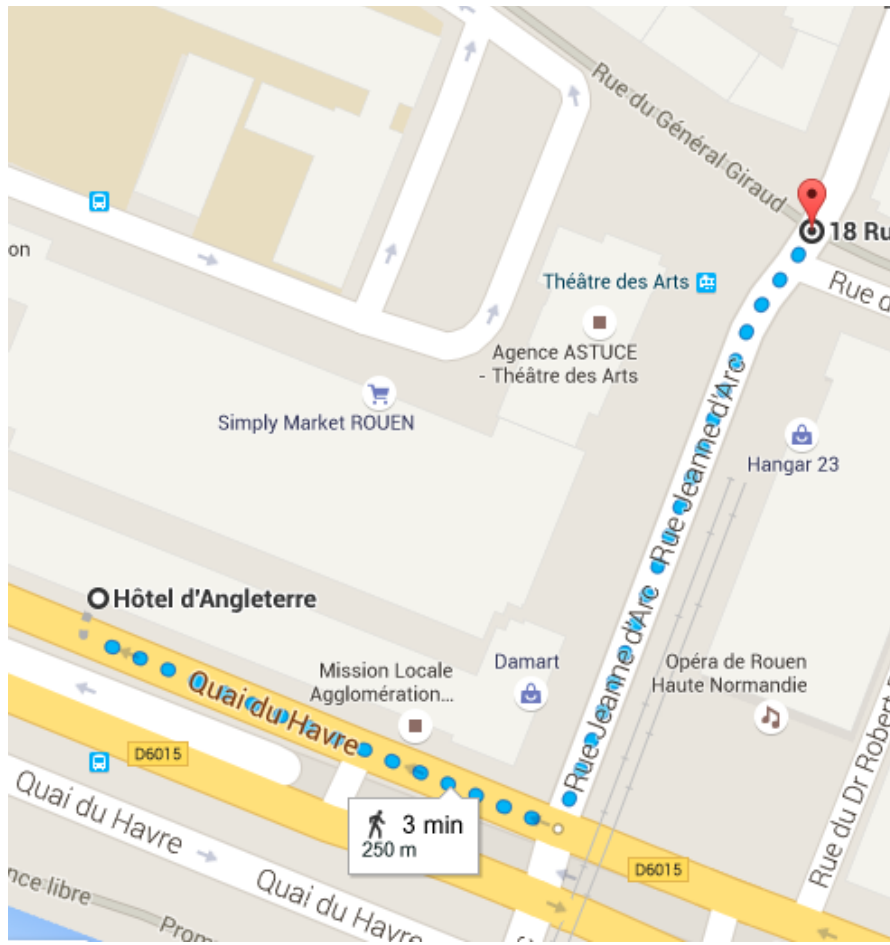 Rue du Général Giraud
18 Ru
on
Théâtre des Arts
Rue d
Agence ASTUCE
- Théâtre des Arts
Simply Market ROUEN
Hangar 23
Rue Jeanne d'Arc
Rue Jeanne d'Arc
Hôtel d'Angleterre
Mission Locale
Agglomération...
Damart
Opéra de Rouen
Haute Normandie
Quai du Havre
D6015
Rue du Dr Robert
3 min
250 m
D6015
Quai du Havre
Quai du Havre
nce libre
Prom